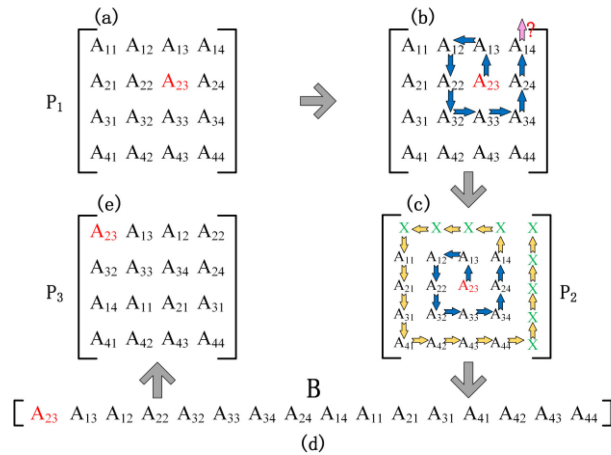 (a)
A11 A12 A13 A14
A21 A22 A23 A24
A31 A32 A33 A34
A41 A42 A43 A44
P1
(b)
?
A11 A12 A13 A14
A21 A22 A23 A24
A31 A32 A33 A34
A41 A42 A43 A44
(e)
A23 A13 A12 A22
A32 A33 A34 A24
A14 A11 A21 A31
A41 A42 A43 A44
P3
(c)
X X X X X
A11 A12 A13 A14 X
A21 A22 A23 A24 X
A31 A32 A33 A34 X
A41 A42 A43 A44 X
P2
B
[ A23 A13 A12 A22 A32 A33 A34 A24 A14 A11 A21 A31 A41 A42 A43 A44 ]
(d)